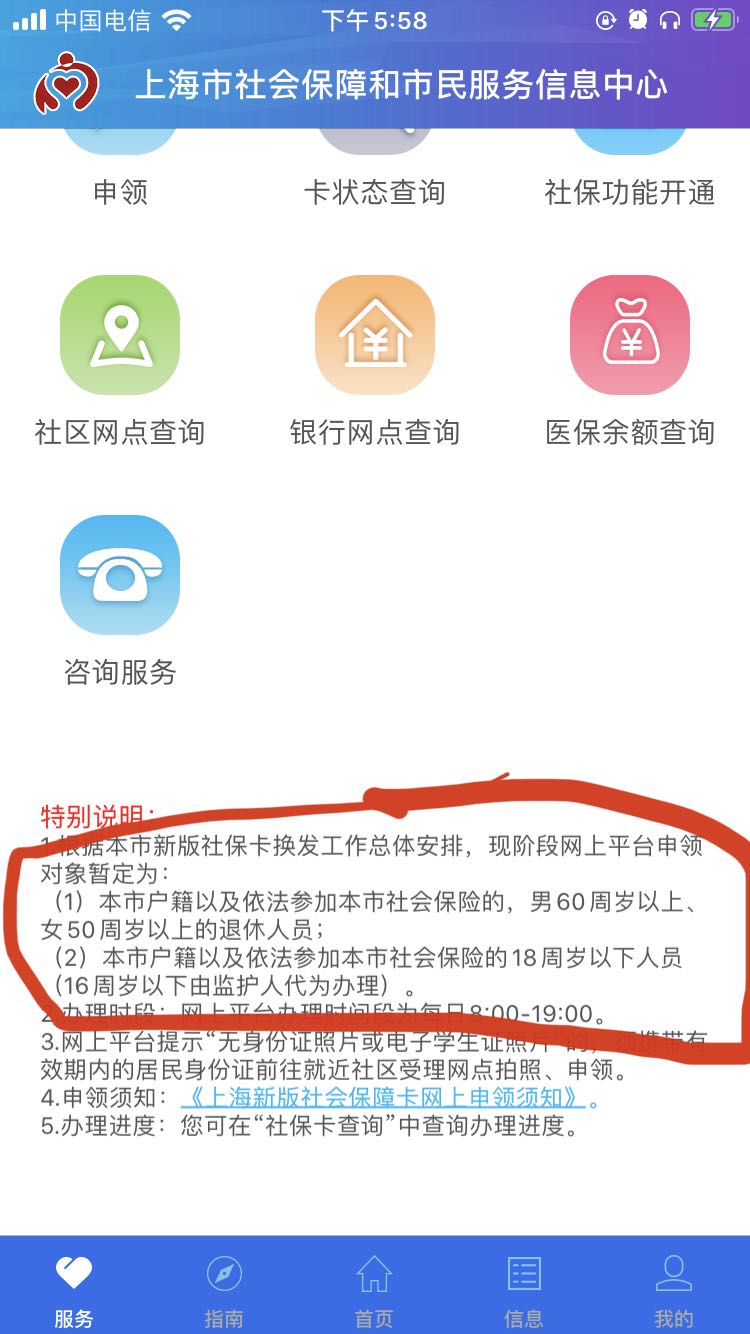 中国电信 下午5:58
上海市社会保障和市民服务信息中心
申领 卡状态查询 社保功能开通
社区网点查询 银行网点查询 医保余额查询
咨询服务
特别说明：
1.根据本市新版社保卡换发工作总体安排，现阶段网上平台申领
对象暂定为：
（1）本市户籍以及依法参加本市社会保险的，男60周岁以上、
女50周岁以上的退休人员；
（2）本市户籍以及依法参加本市社会保险的18周岁以下人员
（16周岁以下由监护人代为办理）。
2.办理时段：网上平台办理时间段为每日8:00-19:00。
3.网上平台提示“无身份证照片或电子学生证照片”的，须携带有
效期内的居民身份证前往就近社区受理网点拍照、申领。
4.申领须知：《上海新版社会保障卡网上申领须知》。
5.办理进度：您可在“社保卡查询”中查询办理进度。
服务 指南 首页 信息 我的